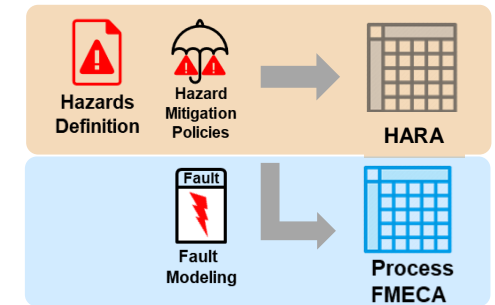 Hazards
Definition
Hazard
Mitigation
Policies
HARA
Fault
Fault
Modeling
Process
FMECA